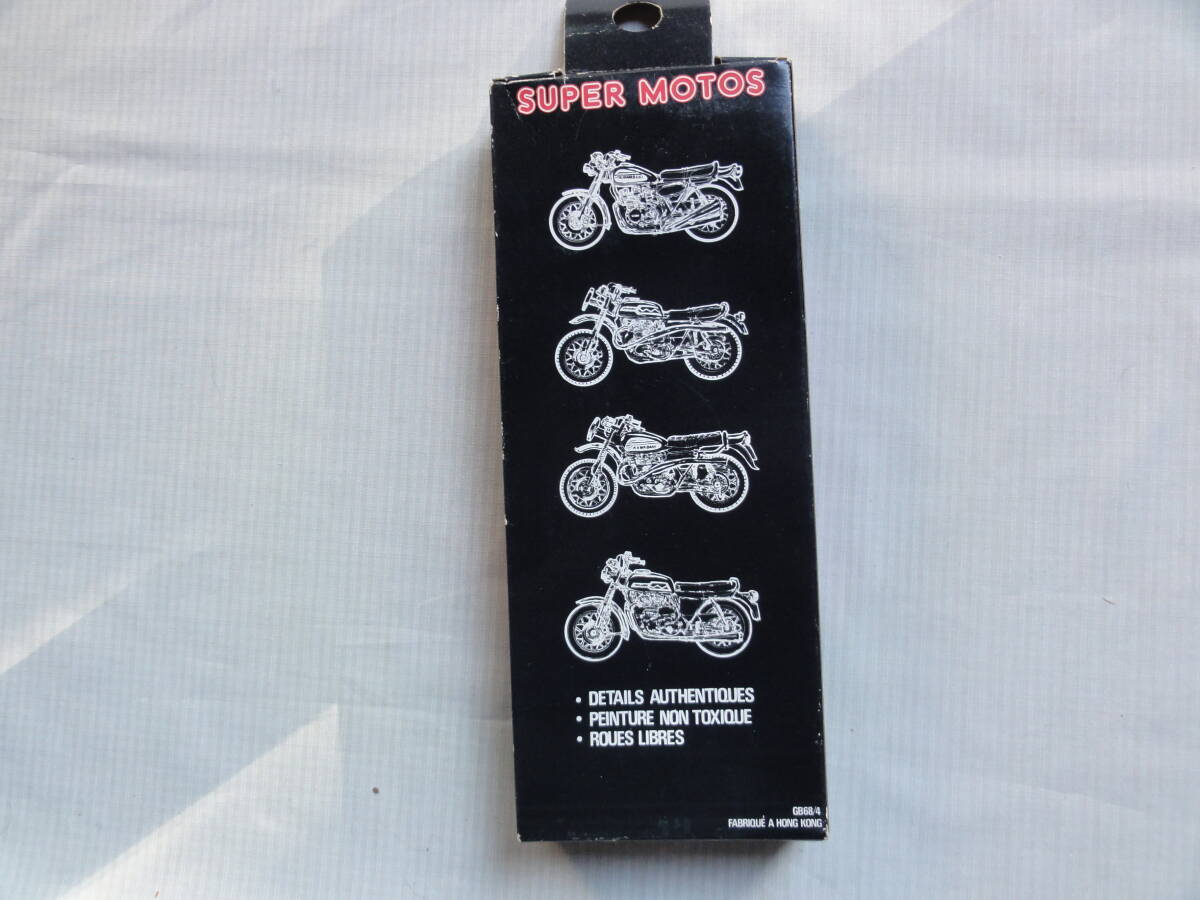 SUPER MOTOS
• DETAILS AUTHENTIQUES
• PEINTURE NON TOXIQUE
• ROUES LIBRES
GB68/4
FABRIQUÉ A HONG KONG